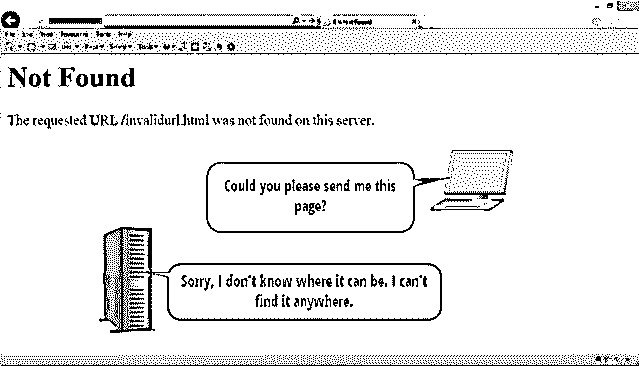 Not Found
The requested URL /invalidurl.html was not found on this server.
Could you please send me this
page?
Sorry, I don't know where it can be. I can't
find it anywhere.